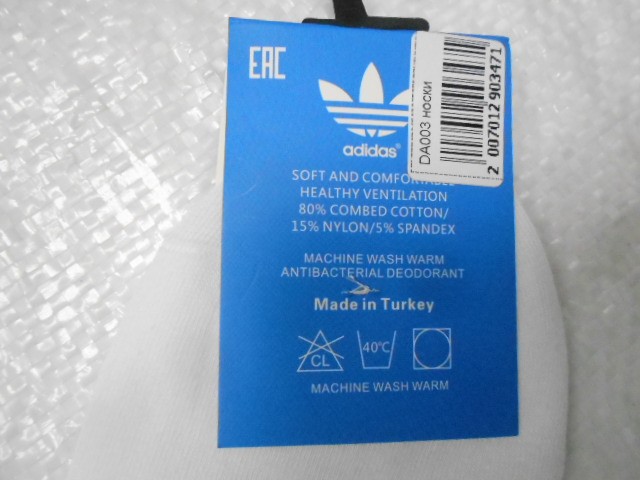 EAC
adidas
SOFT AND COMFORTABLE
HEALTHY VENTILATION
80% COMBED COTTON/
15% NYLON/5% SPANDEX
MACHINE WASH WARM
ANTIBACTERIAL DEODORANT
Made in Turkey
CL
40°C
MACHINE WASH WARM
DA003 носки
2 007012 903471